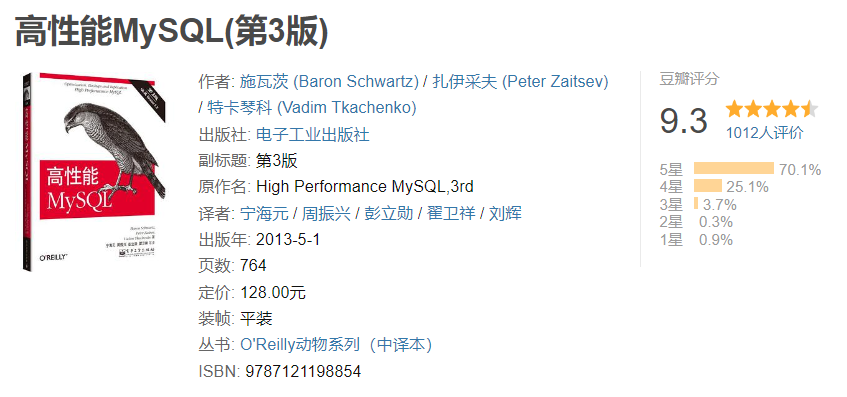 高性能MySQL(第3版)
作者: 施瓦茨 (Baron Schwartz) / 扎伊采夫 (Peter Zaitsev)
/ 特卡琴科 (Vadim Tkachenko)
出版社: 电子工业出版社
副标题: 第3版
原作名: High Performance MySQL,3rd
译者: 宁海元 / 周振兴 / 彭立勋 / 翟卫祥 / 刘辉
出版年: 2013-5-1
页数: 764
定价: 128.00元
装帧: 平装
丛书: O'Reilly动物系列（中译本）
ISBN: 9787121198854
豆瓣评分
9.3
1012人评价
5星 70.1%
4星 25.1%
3星 3.7%
2星 0.3%
1星 0.9%
High Performance MySQL
高性能
MySQL
O'REILLY